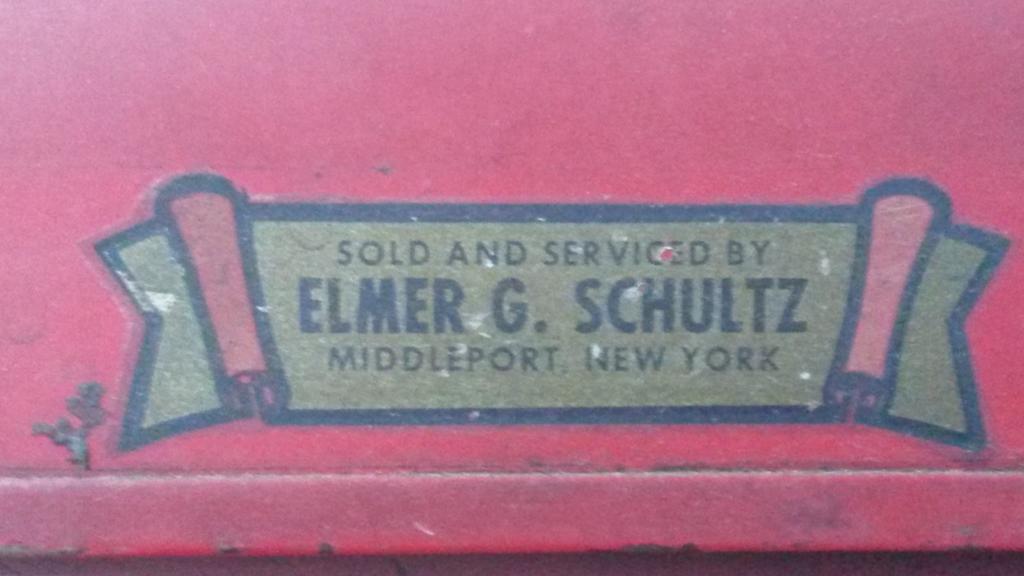 SOLD AND SERVICED BY
ELMER G. SCHULTZ
MIDDLEPORT, NEW YORK